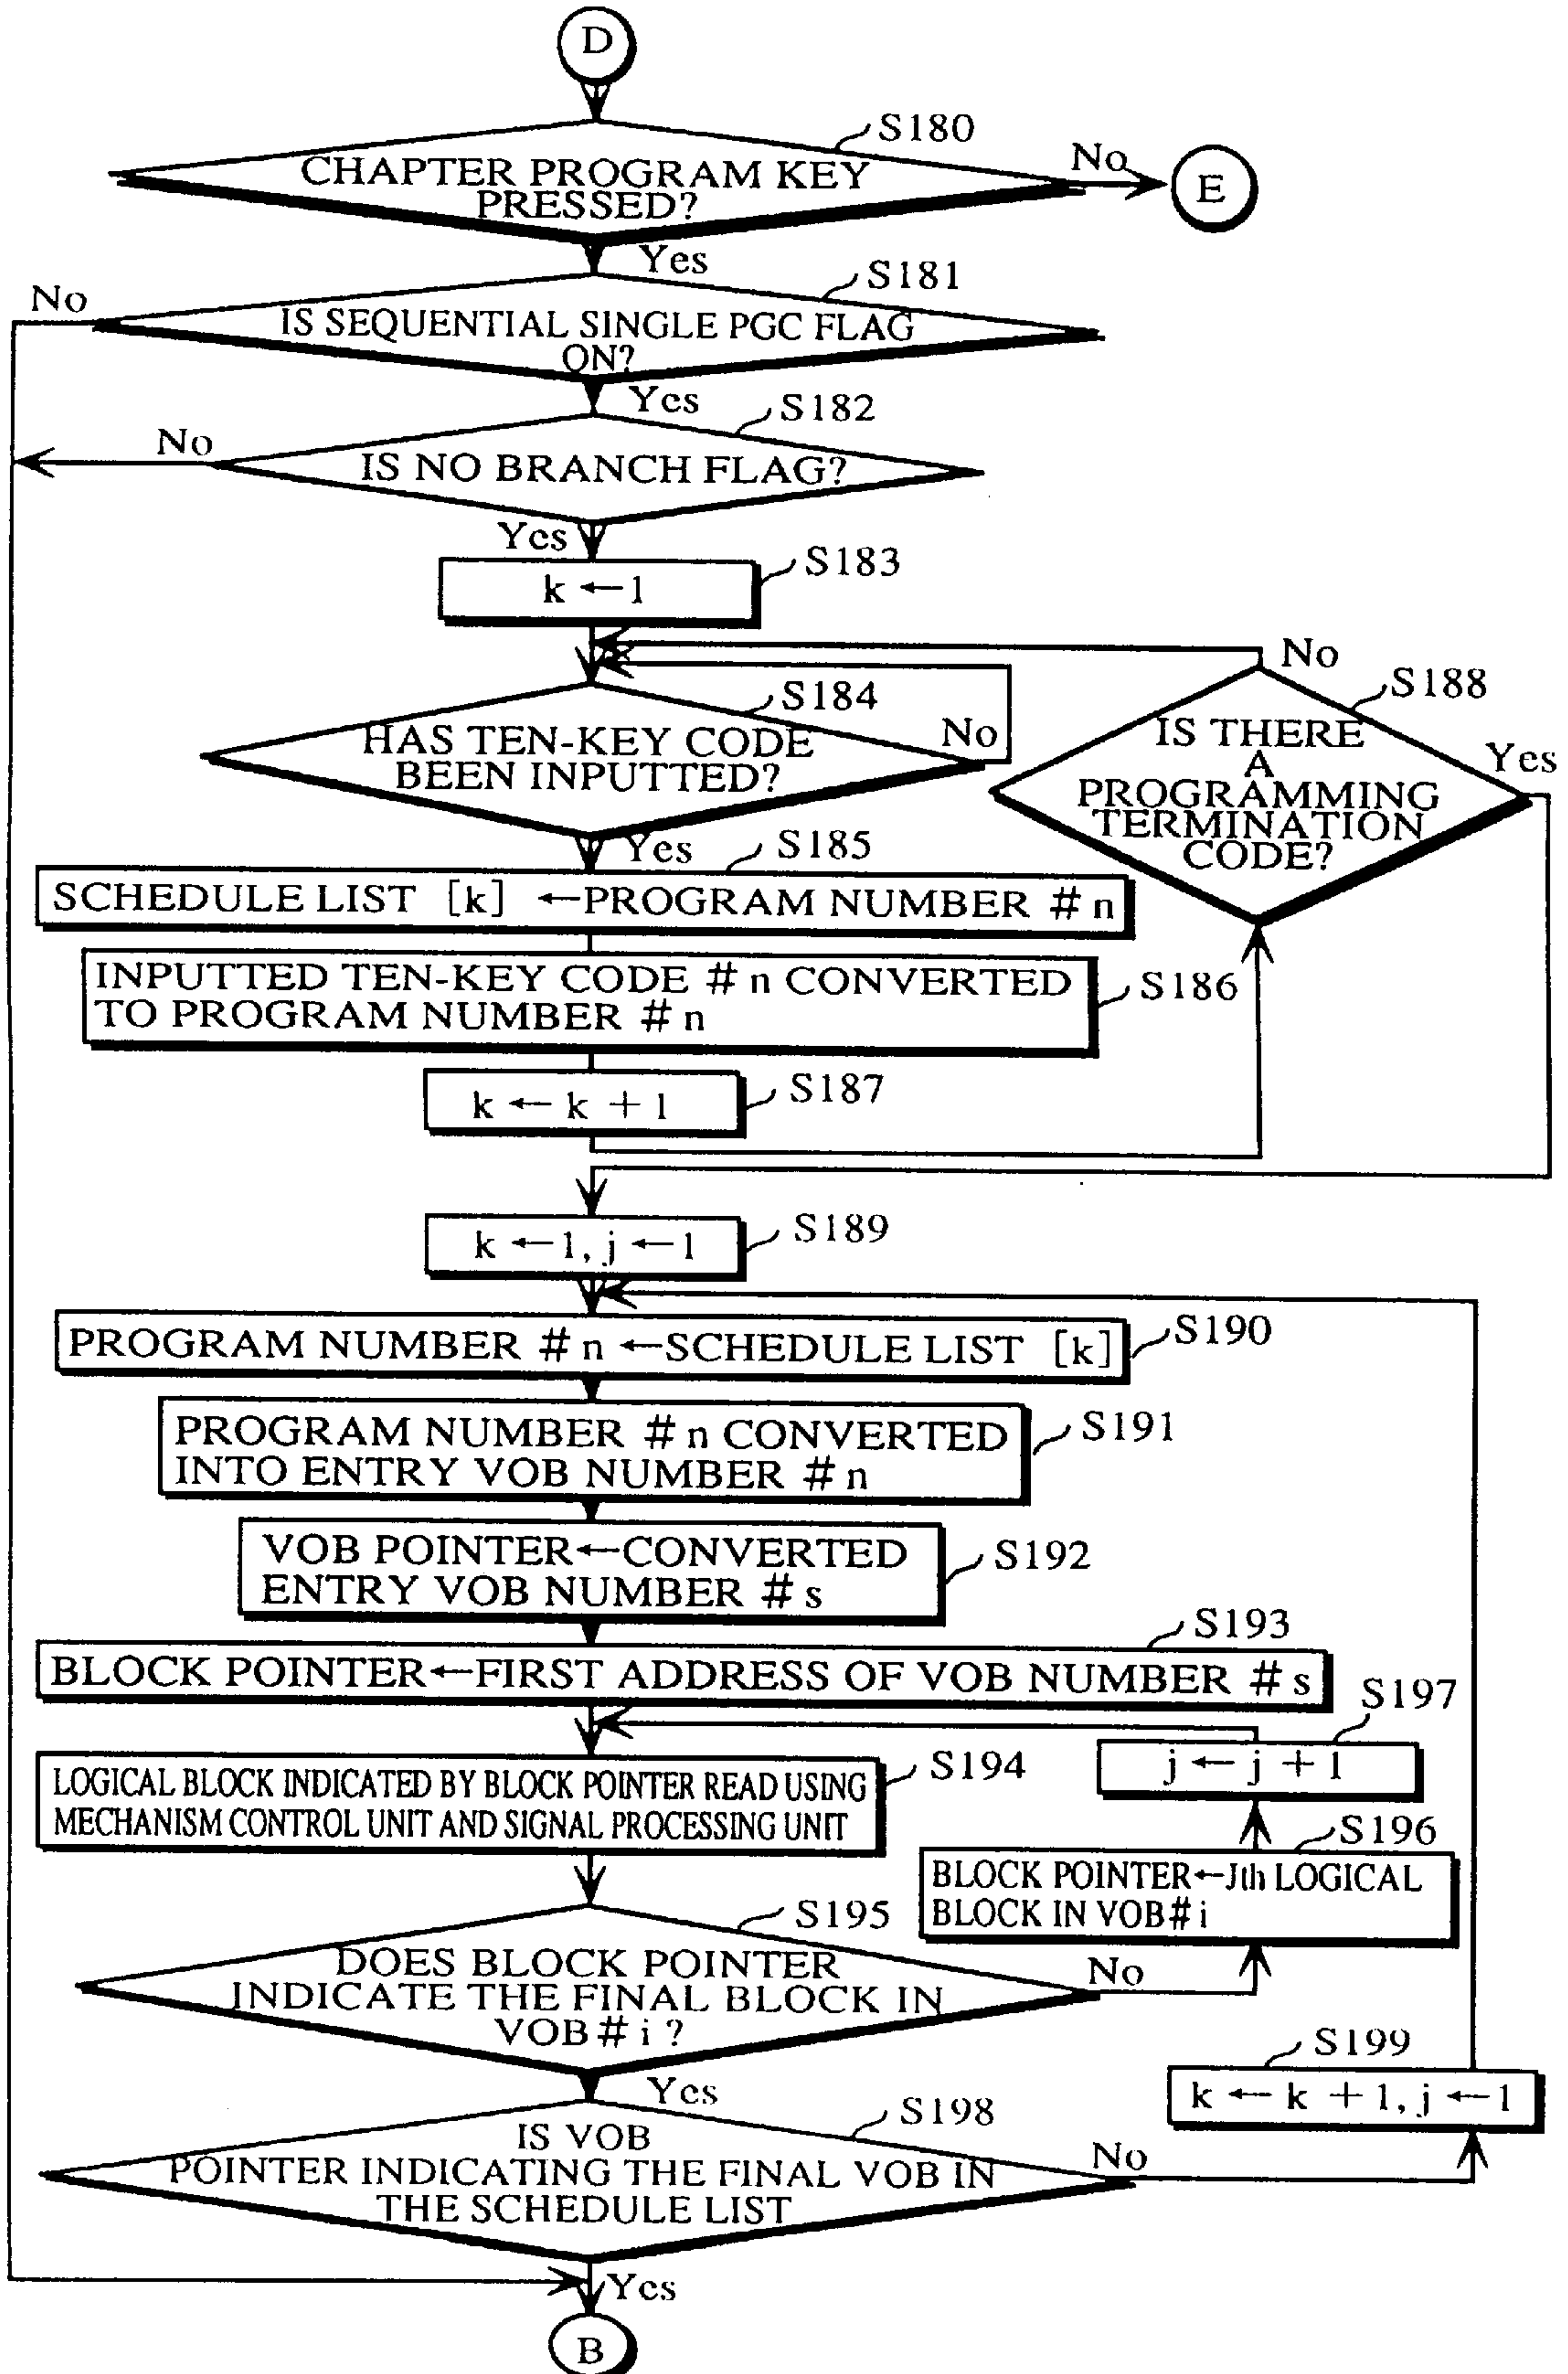 D
S180
CHAPTER PROGRAM KEY
PRESSED?
No
E
Yes
S181
No
IS SEQUENTIAL SINGLE PGC FLAG
ON?
Yes
S182
No
IS NO BRANCH FLAG?
Yes
S183
k ←1
No
S188
S184
IS THERE
A
PROGRAMMING
TERMINATION
CODE?
Yes
HAS TEN-KEY CODE
BEEN INPUTTED?
No
Yes
S185
SCHEDULE LIST [k] ←PROGRAM NUMBER # n
INPUTTED TEN-KEY CODE # n CONVERTED
TO PROGRAM NUMBER # n
S186
S187
k ← k + 1
S189
k ←1, j ←1
PROGRAM NUMBER # n ←SCHEDULE LIST [k]
S190
PROGRAM NUMBER # n CONVERTED
INTO ENTRY VOB NUMBER # n
S191
VOB POINTER←CONVERTED
ENTRY VOB NUMBER # s
S192
S193
BLOCK POINTER←FIRST ADDRESS OF VOB NUMBER # s
S197
j ← j + 1
LOGICAL BLOCK INDICATED BY BLOCK POINTER READ USING
MECHANISM CONTROL UNIT AND SIGNAL PROCESSING UNIT
S194
S196
BLOCK POINTER←Jth LOGICAL
BLOCK IN VOB#i
S195
DOES BLOCK POINTER
INDICATE THE FINAL BLOCK IN
VOB # i ?
No
Yes
S199
k ← k + 1, j ←1
S198
IS VOB
POINTER INDICATING THE FINAL VOB IN
THE SCHEDULE LIST
No
Yes
B